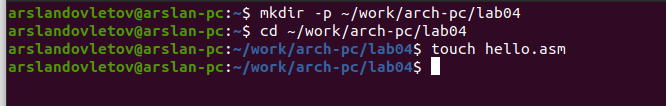 arslandovletov@arslan-pc:~$ mkdir -p ~/work/arch-pc/lab04
arslandovletov@arslan-pc:~$ cd ~/work/arch-pc/lab04
arslandovletov@arslan-pc:~/work/arch-pc/lab04$ touch hello.asm
arslandovletov@arslan-pc:~/work/arch-pc/lab04$